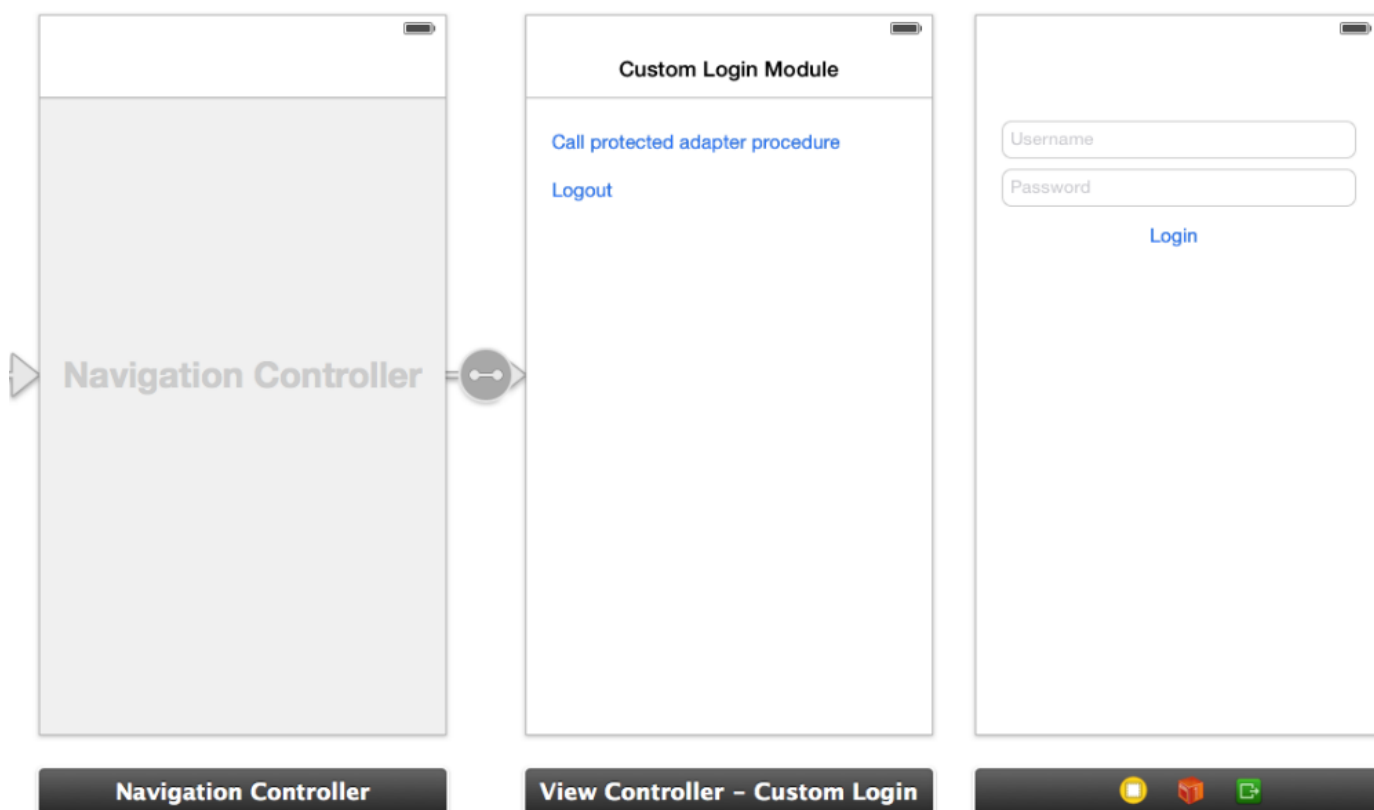 Navigation Controller
Navigation Controller
Custom Login Module
Call protected adapter procedure
Logout
View Controller – Custom Login
Username
Password
Login